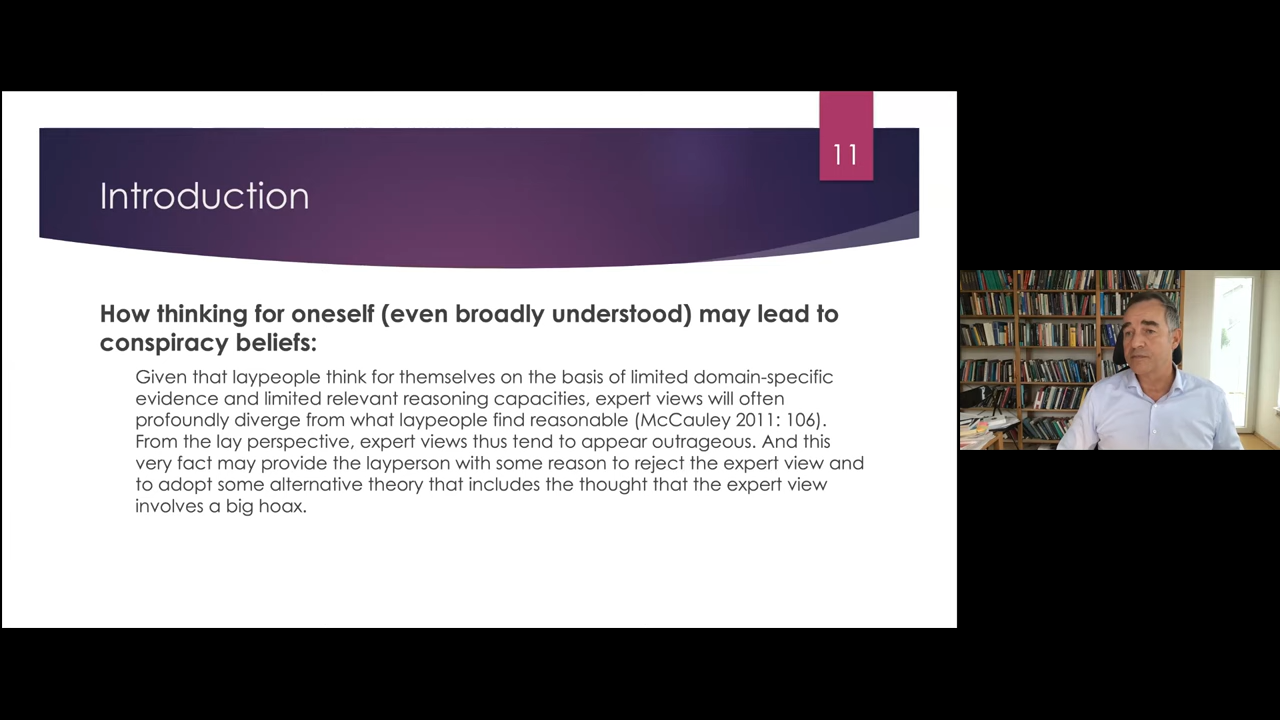 11
Introduction
How thinking for oneself (even broadly understood) may lead to
conspiracy beliefs:
Given that laypeople think for themselves on the basis of limited domain-specific
evidence and limited relevant reasoning capacities, expert views will often
profoundly diverge from what laypeople find reasonable (McCauley 2011: 106).
From the lay perspective, expert views thus tend to appear outrageous. And this
very fact may provide the layperson with some reason to reject the expert view and
to adopt some alternative theory that includes the thought that the expert view
involves a big hoax.